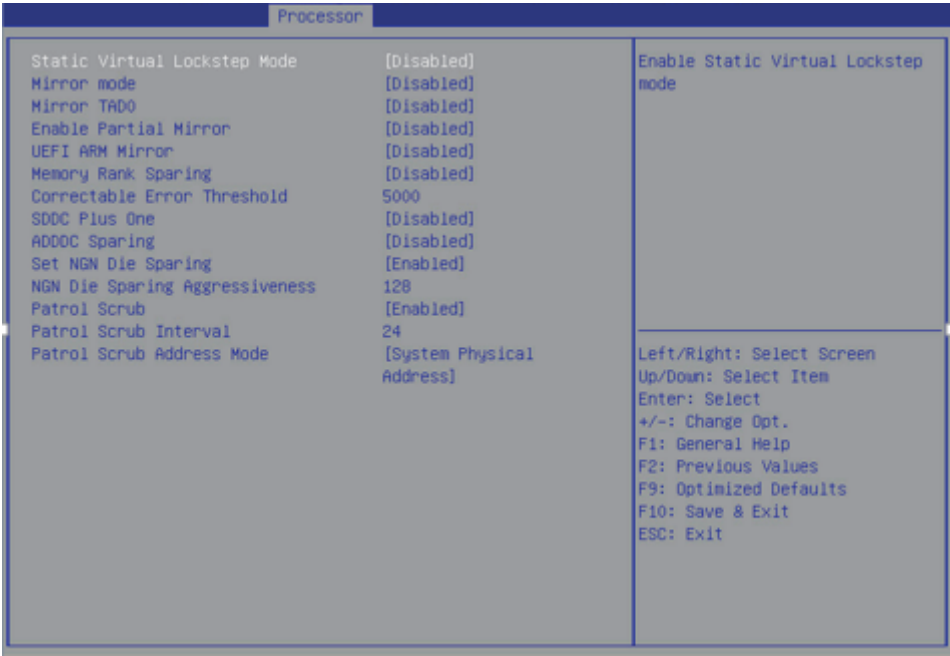 Processor
Static Virtual Lockstep Mode [Disabled]
Mirror mode [Disabled]
Mirror TAD0 [Disabled]
Enable Partial Mirror [Disabled]
UEFI ARM Mirror [Disabled]
Memory Rank Sparing [Disabled]
Correctable Error Threshold 5000
SDDC Plus One [Disabled]
ADDDC Sparing [Disabled]
Set NGN Die Sparing [Enabled]
NGN Die Sparing Aggressiveness 128
Patrol Scrub [Enabled]
Patrol Scrub Interval 24
Patrol Scrub Address Mode [System Physical
Address]
Enable Static Virtual Lockstep
mode
Left/Right: Select Screen
Up/Down: Select Item
Enter: Select
+/-: Change Opt.
F1: General Help
F2: Previous Values
F9: Optimized Defaults
F10: Save & Exit
ESC: Exit